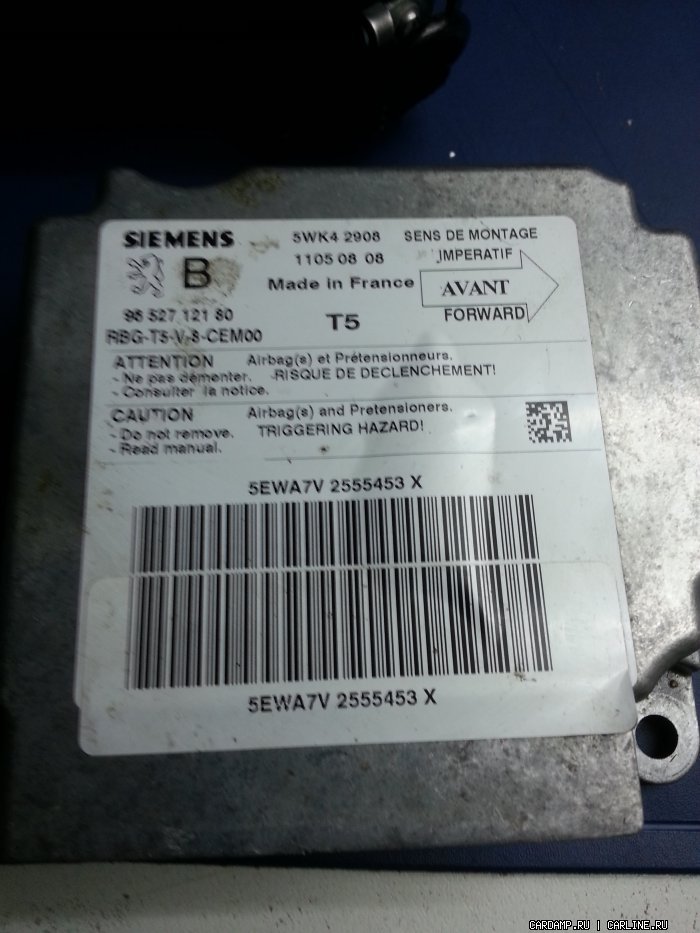 SIEMENS 5WK4 2908 SENS DE MONTAGE
B 1105 08 08 IMPERATIF
Made in France AVANT
96 527 121 80 T5 FORWARD
RBG-T5-V.8-CEM00
ATTENTION Airbag(s) et Prétensionneurs.
- Ne pas démenter. -RISQUE DE DECLENCHEMENT!
- Consulter la notice.
CAUTION Airbag(s) and Pretensioners.
- Do not remove. TRIGGERING HAZARD!
- Read manual.
5EWA7V 2555453 X
5EWA7V 2555453 X
CARDAMP.RU | CARLINE.RU